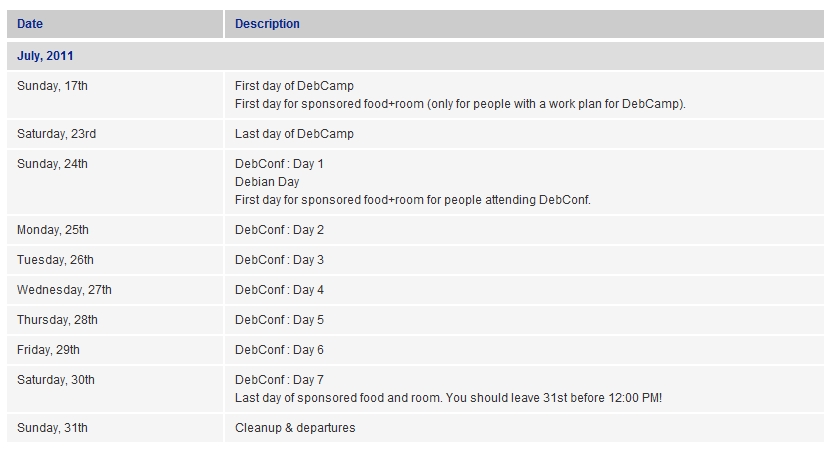 Date Description
July, 2011
Sunday, 17th First day of DebCamp
First day for sponsored food+room (only for people with a work plan for DebCamp).
Saturday, 23rd Last day of DebCamp
Sunday, 24th DebConf : Day 1
Debian Day
First day for sponsored food+room for people attending DebConf.
Monday, 25th DebConf : Day 2
Tuesday, 26th DebConf : Day 3
Wednesday, 27th DebConf : Day 4
Thursday, 28th DebConf : Day 5
Friday, 29th DebConf : Day 6
Saturday, 30th DebConf : Day 7
Last day of sponsored food and room. You should leave 31st before 12:00 PM!
Sunday, 31th Cleanup & departures